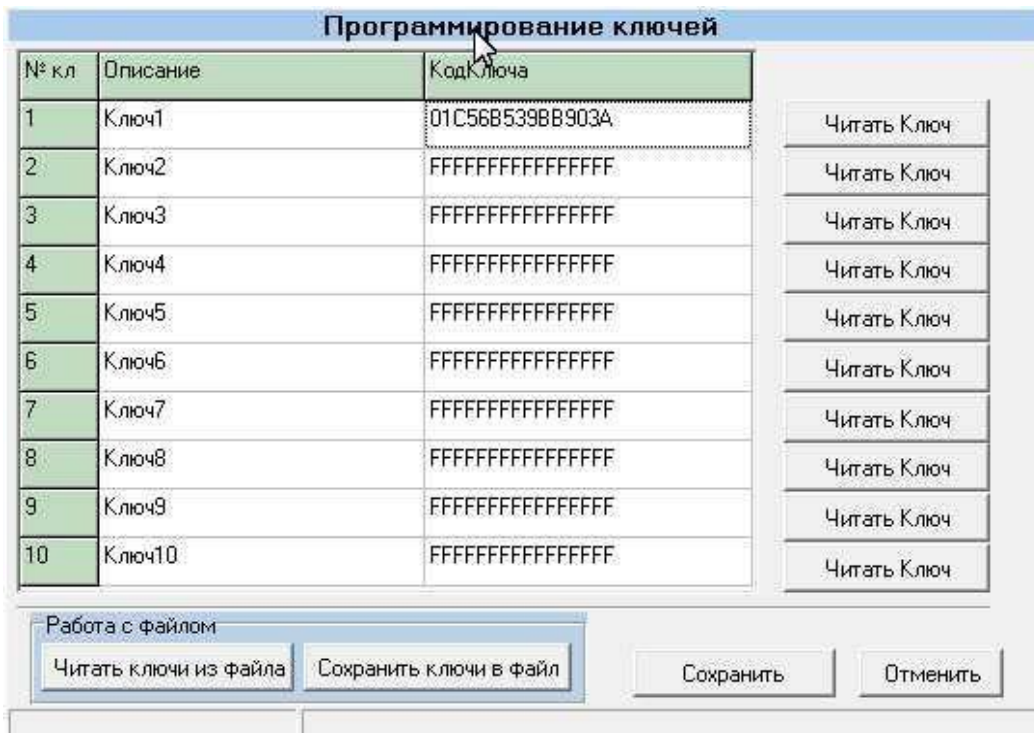 Программирование ключей
№ кл Описание КодКлюча
1 Ключ1 01C56B539BB903A Читать Ключ
2 Ключ2 FFFFFFFFFFFFFFFF Читать Ключ
3 Ключ3 FFFFFFFFFFFFFFFF Читать Ключ
4 Ключ4 FFFFFFFFFFFFFFFF Читать Ключ
5 Ключ5 FFFFFFFFFFFFFFFF Читать Ключ
6 Ключ6 FFFFFFFFFFFFFFFF Читать Ключ
7 Ключ7 FFFFFFFFFFFFFFFF Читать Ключ
8 Ключ8 FFFFFFFFFFFFFFFF Читать Ключ
9 Ключ9 FFFFFFFFFFFFFFFF Читать Ключ
10 Ключ10 FFFFFFFFFFFFFFFF Читать Ключ
Работа с файлом
Читать ключи из файла Сохранить ключи в файл Сохранить Отменить